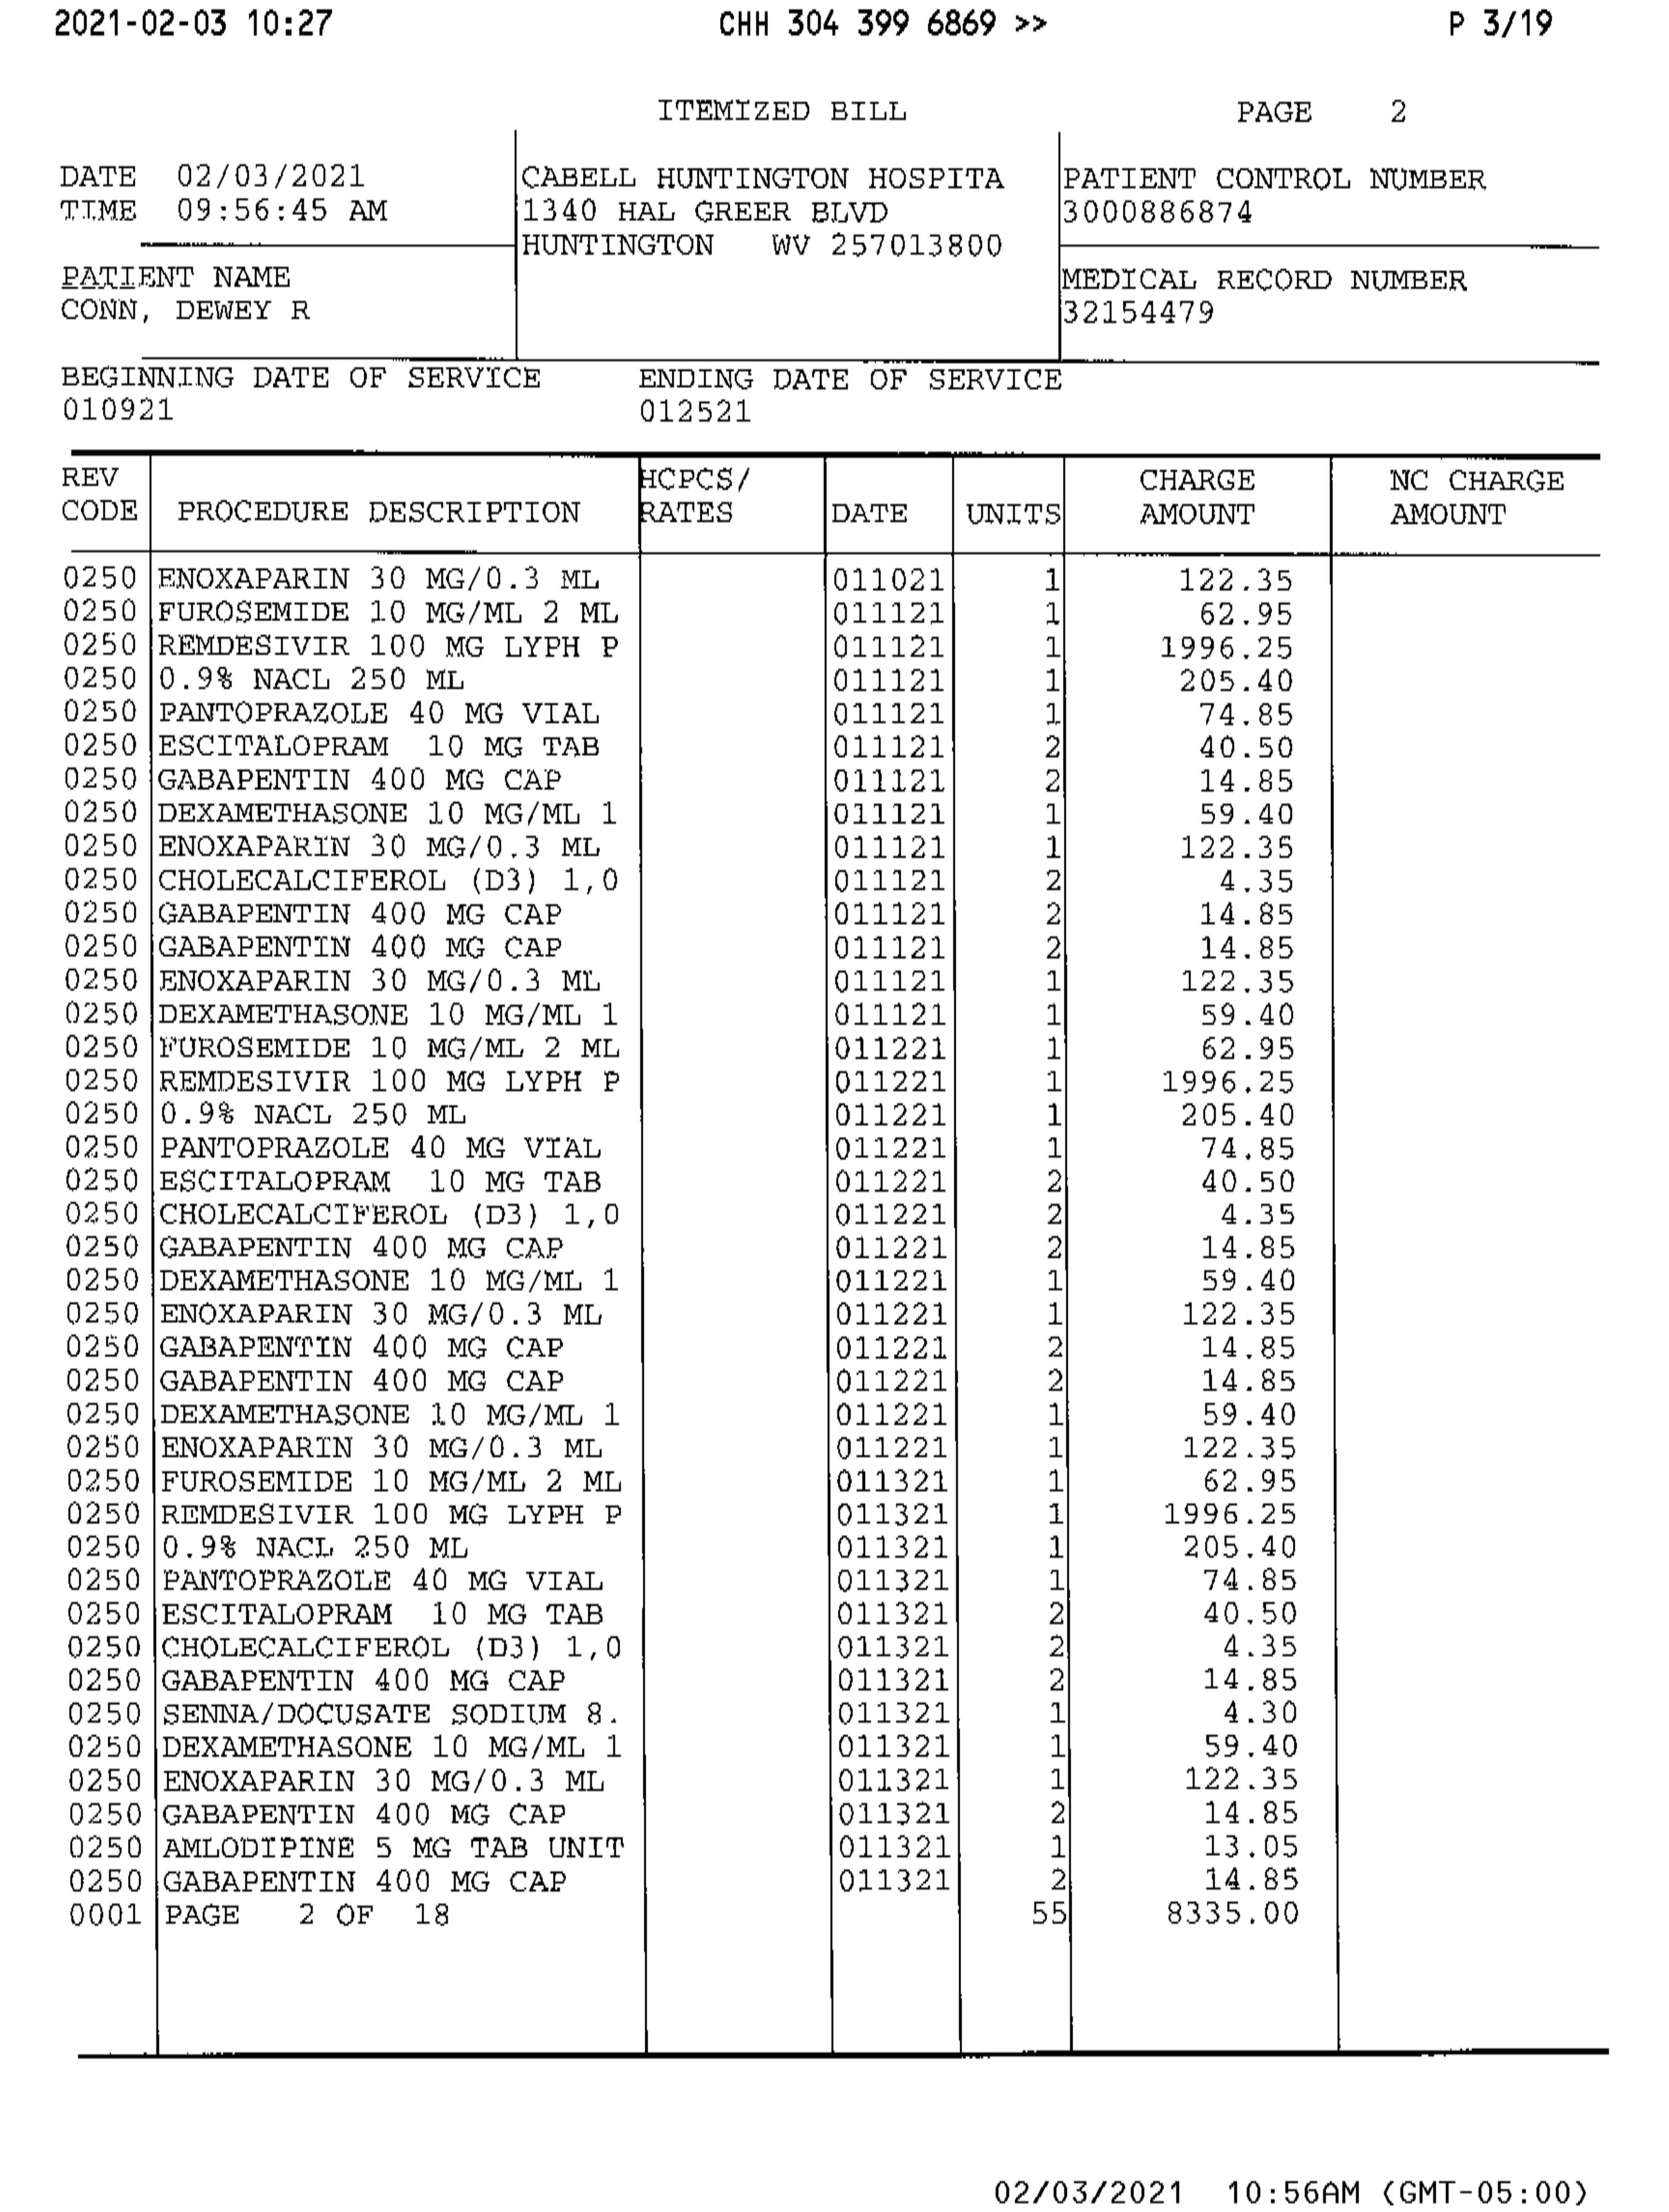 2021-02-03 10:27 CHH 304 399 6869 >> P 3/19
ITEMIZED BILL PAGE 2
DATE 02/03/2021 CABELL HUNTINGTON HOSPITA PATIENT CONTROL NUMBER
TIME 09:56:45 AM 1340 HAL GREER BLVD 3000886874
HUNTINGTON WV 257013800
PATIENT NAME MEDICAL RECORD NUMBER
CONN, DEWEY R 32154479
BEGINNING DATE OF SERVICE ENDING DATE OF SERVICE
010921 012521
REV HCPCS/ CHARGE NC CHARGE
CODE PROCEDURE DESCRIPTION RATES DATE UNITS AMOUNT AMOUNT
0250 ENOXAPARIN 30 MG/0.3 ML 011021 1 122.35
0250 FUROSEMIDE 10 MG/ML 2 ML 011121 1 62.95
0250 REMDESIVIR 100 MG LYPH P 011121 1 1996.25
0250 0.9% NACL 250 ML 011121 1 205.40
0250 PANTOPRAZOLE 40 MG VIAL 011121 1 74.85
0250 ESCITALOPRAM 10 MG TAB 011121 2 40.50
0250 GABAPENTIN 400 MG CAP 011121 2 14.85
0250 DEXAMETHASONE 10 MG/ML 1 011121 1 59.40
0250 ENOXAPARIN 30 MG/0.3 ML 011121 1 122.35
0250 CHOLECALCIFEROL (D3) 1,0 011121 2 4.35
0250 GABAPENTIN 400 MG CAP 011121 2 14.85
0250 GABAPENTIN 400 MG CAP 011121 2 14.85
0250 ENOXAPARIN 30 MG/0.3 ML 011121 1 122.35
0250 DEXAMETHASONE 10 MG/ML 1 011121 1 59.40
0250 FUROSEMIDE 10 MG/ML 2 ML 011221 1 62.95
0250 REMDESIVIR 100 MG LYPH P 011221 1 1996.25
0250 0.9% NACL 250 ML 011221 1 205.40
0250 PANTOPRAZOLE 40 MG VIAL 011221 1 74.85
0250 ESCITALOPRAM 10 MG TAB 011221 2 40.50
0250 CHOLECALCIFEROL (D3) 1,0 011221 2 4.35
0250 GABAPENTIN 400 MG CAP 011221 2 14.85
0250 DEXAMETHASONE 10 MG/ML 1 011221 1 59.40
0250 ENOXAPARIN 30 MG/0.3 ML 011221 1 122.35
0250 GABAPENTIN 400 MG CAP 011221 2 14.85
0250 GABAPENTIN 400 MG CAP 011221 2 14.85
0250 DEXAMETHASONE 10 MG/ML 1 011221 1 59.40
0250 ENOXAPARIN 30 MG/0.3 ML 011221 1 122.35
0250 FUROSEMIDE 10 MG/ML 2 ML 011321 1 62.95
0250 REMDESIVIR 100 MG LYPH P 011321 1 1996.25
0250 0.9% NACL 250 ML 011321 1 205.40
0250 PANTOPRAZOLE 40 MG VIAL 011321 1 74.85
0250 ESCITALOPRAM 10 MG TAB 011321 2 40.50
0250 CHOLECALCIFEROL (D3) 1,0 011321 2 4.35
0250 GABAPENTIN 400 MG CAP 011321 2 14.85
0250 SENNA/DOCUSATE SODIUM 8. 011321 1 4.30
0250 DEXAMETHASONE 10 MG/ML 1 011321 1 59.40
0250 ENOXAPARIN 30 MG/0.3 ML 011321 1 122.35
0250 GABAPENTIN 400 MG CAP 011321 2 14.85
0250 AMLODIPINE 5 MG TAB UNIT 011321 1 13.05
0250 GABAPENTIN 400 MG CAP 011321 2 14.85
0001 PAGE 2 OF 18 55 8335.00
02/03/2021 10:56AM (GMT-05:00)